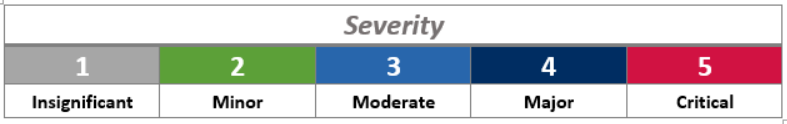 Severity
1 2 3 4 5
Insignificant Minor Moderate Major Critical